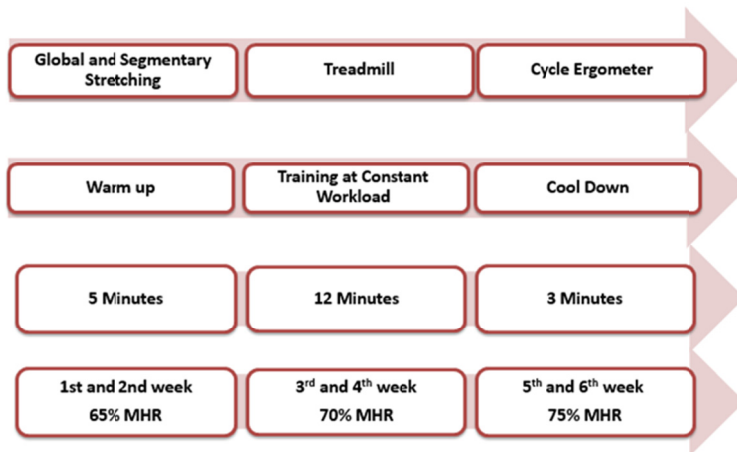 Global and Segmentary
Stretching
Treadmill
Cycle Ergometer
Warm up
Training at Constant
Workload
Cool Down
5 Minutes
12 Minutes
3 Minutes
1st and 2nd week
65% MHR
3rd and 4th week
70% MHR
5th and 6th week
75% MHR